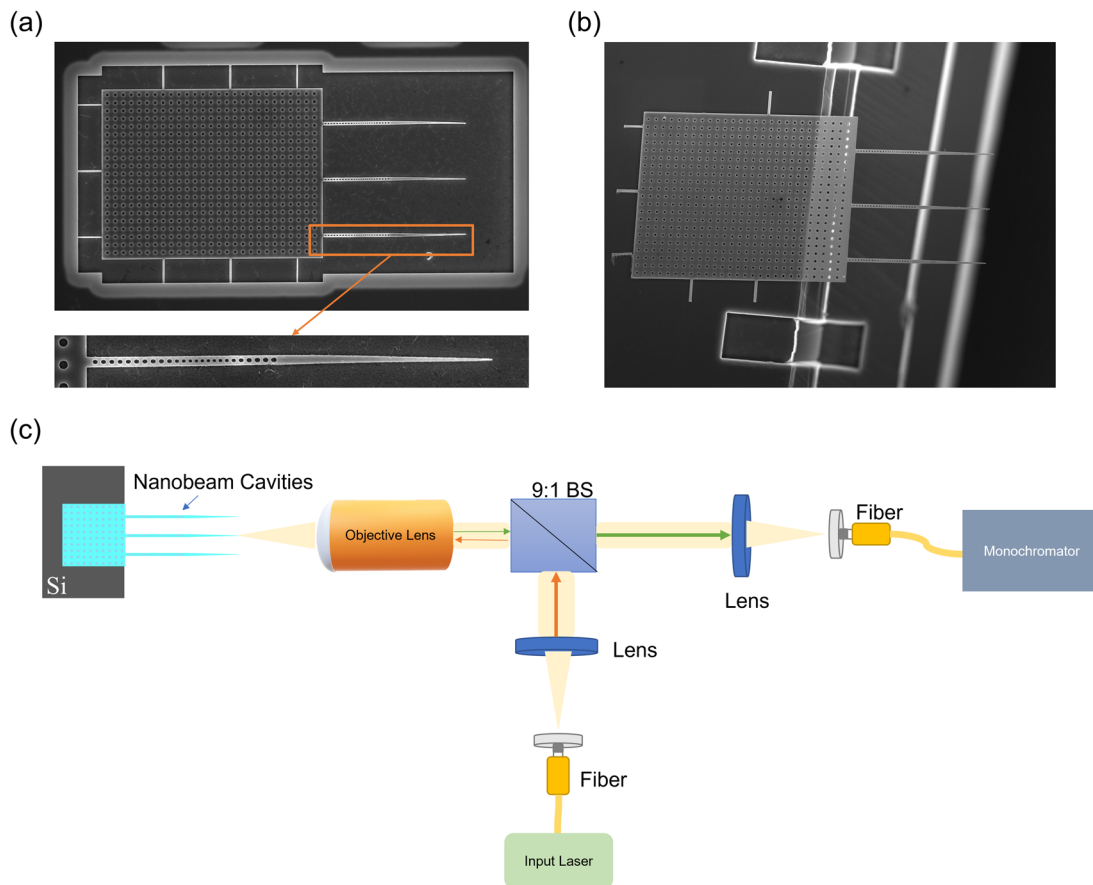 (a)
(b)
(c)
Nanobeam Cavities
Si
Objective Lens
9:1 BS
Lens
Fiber
Monochromator
Lens
Fiber
Input Laser